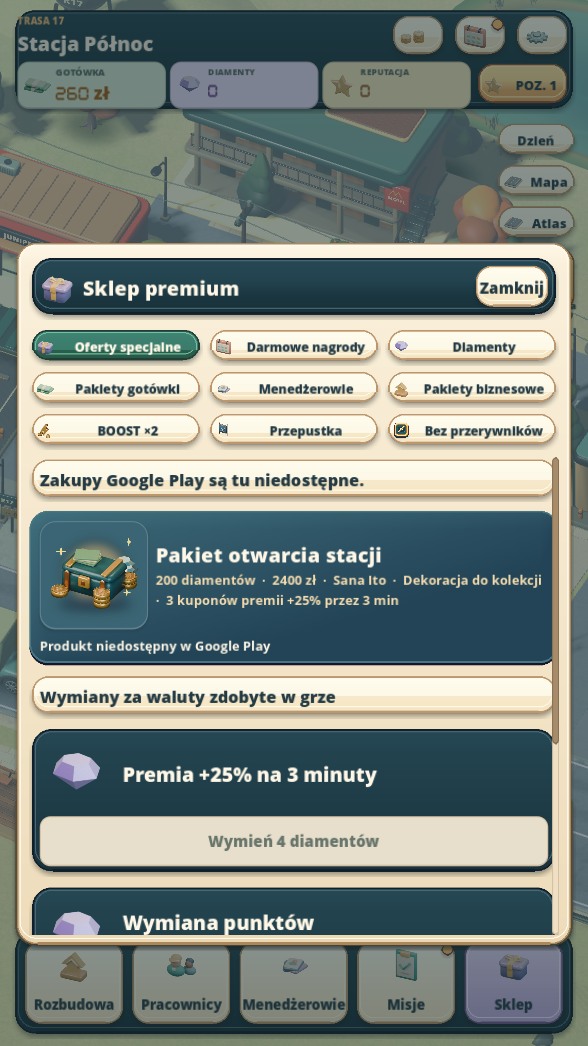 TRASA 17
Stacja Północ
GOTÓWKA
260 zł
DIAMENTY
0
REPUTACJA
0
POZ. 1
Dzień
Mapa
Atlas
Sklep premium
Zamknij
Oferty specjalne
Darmowe nagrody
Diamenty
Pakiety gotówki
Menedżerowie
Pakiety biznesowe
BOOST ×2
Przepustka
Bez przerywników
Zakupy Google Play są tu niedostępne.
Pakiet otwarcia stacji
200 diamentów · 2400 zł · Sana Ito · Dekoracja do kolekcji
· 3 kuponów premii +25% przez 3 min
Produkt niedostępny w Google Play
Wymiany za waluty zdobyte w grze
Premia +25% na 3 minuty
Wymień 4 diamentów
Wymiana punktów
Rozbudowa
Pracownicy
Menedżerowie
Misje
Sklep